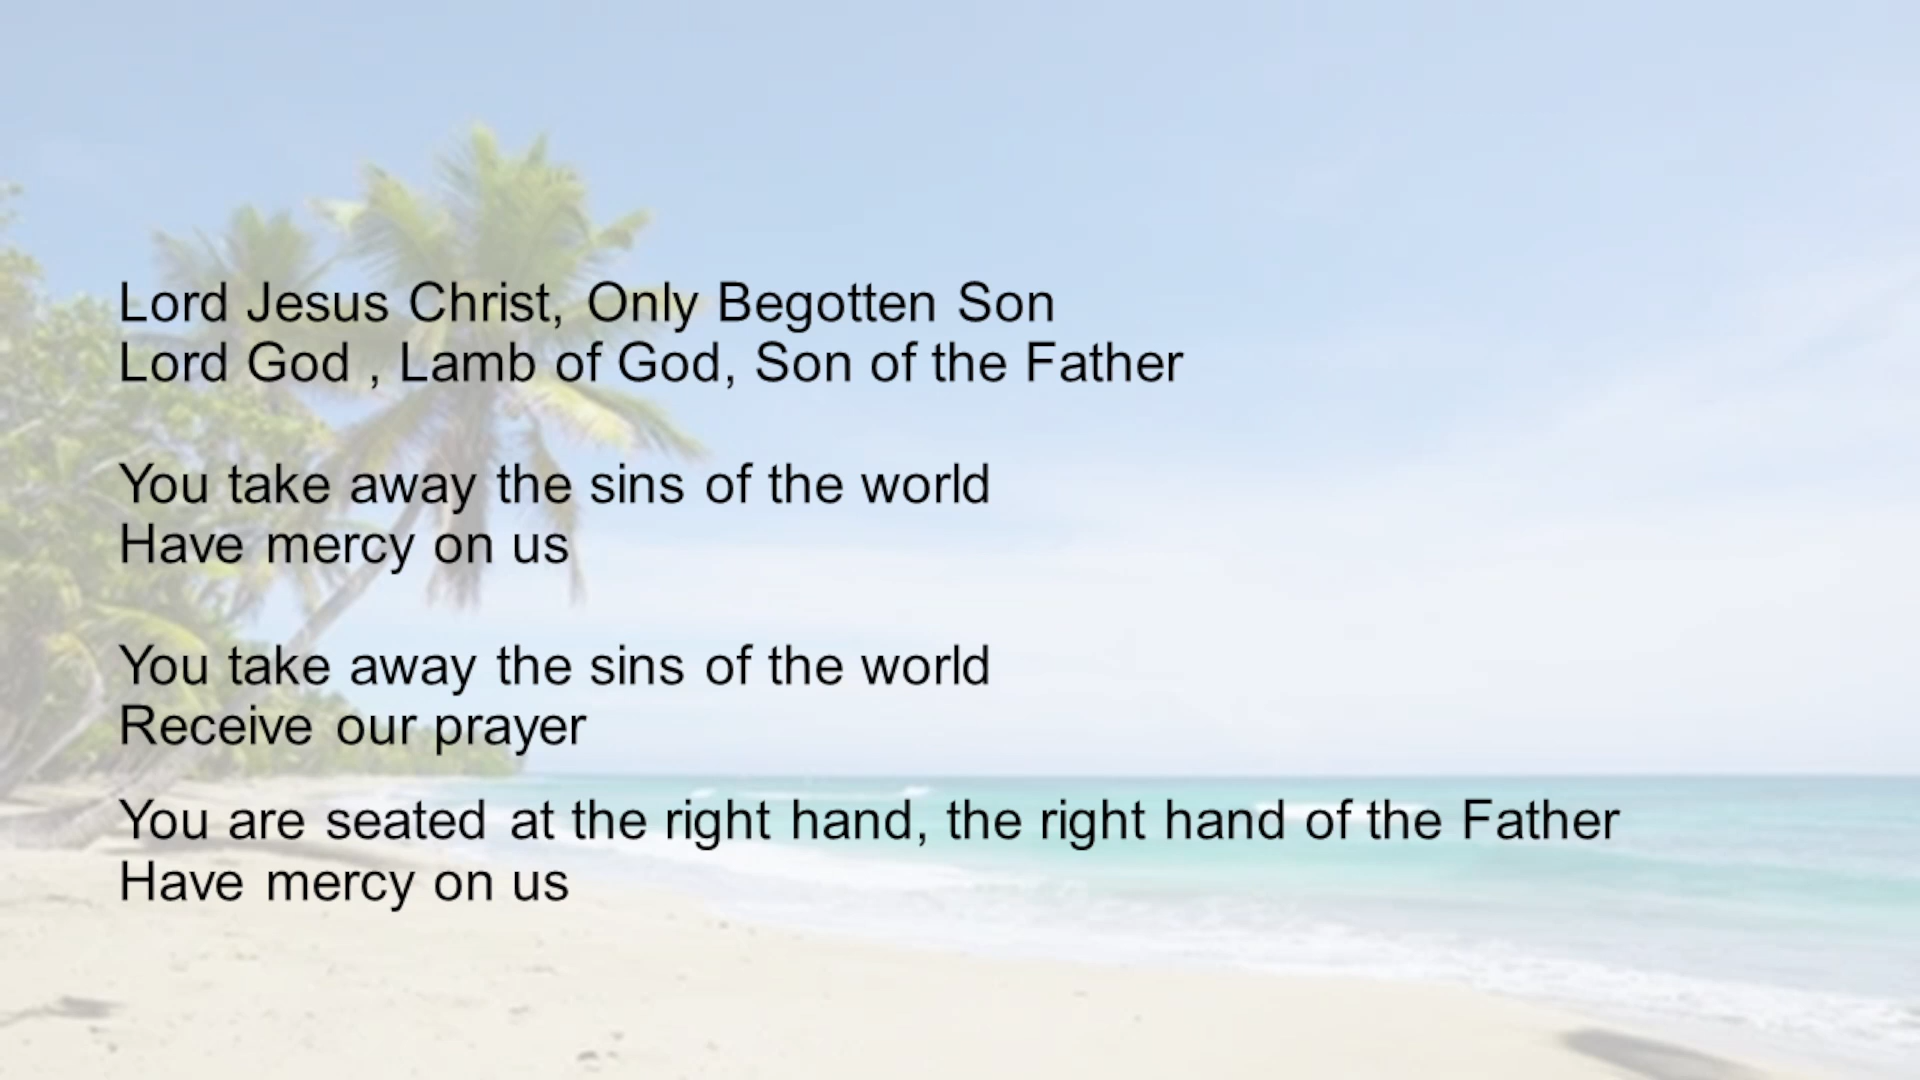 Lord Jesus Christ, Only Begotten Son
Lord God , Lamb of God, Son of the Father
You take away the sins of the world
Have mercy on us
You take away the sins of the world
Receive our prayer
You are seated at the right hand, the right hand of the Father
Have mercy on us